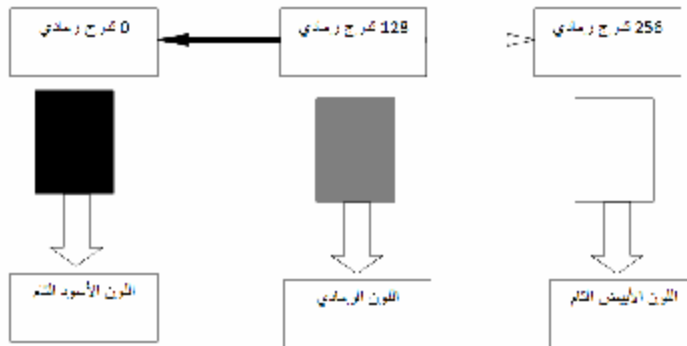 0 تدرج رمادي
128 تدرج رمادي
256 تدرج رمادي
اللون الأسود التام
اللون الرمادي
اللون الأبيض التام